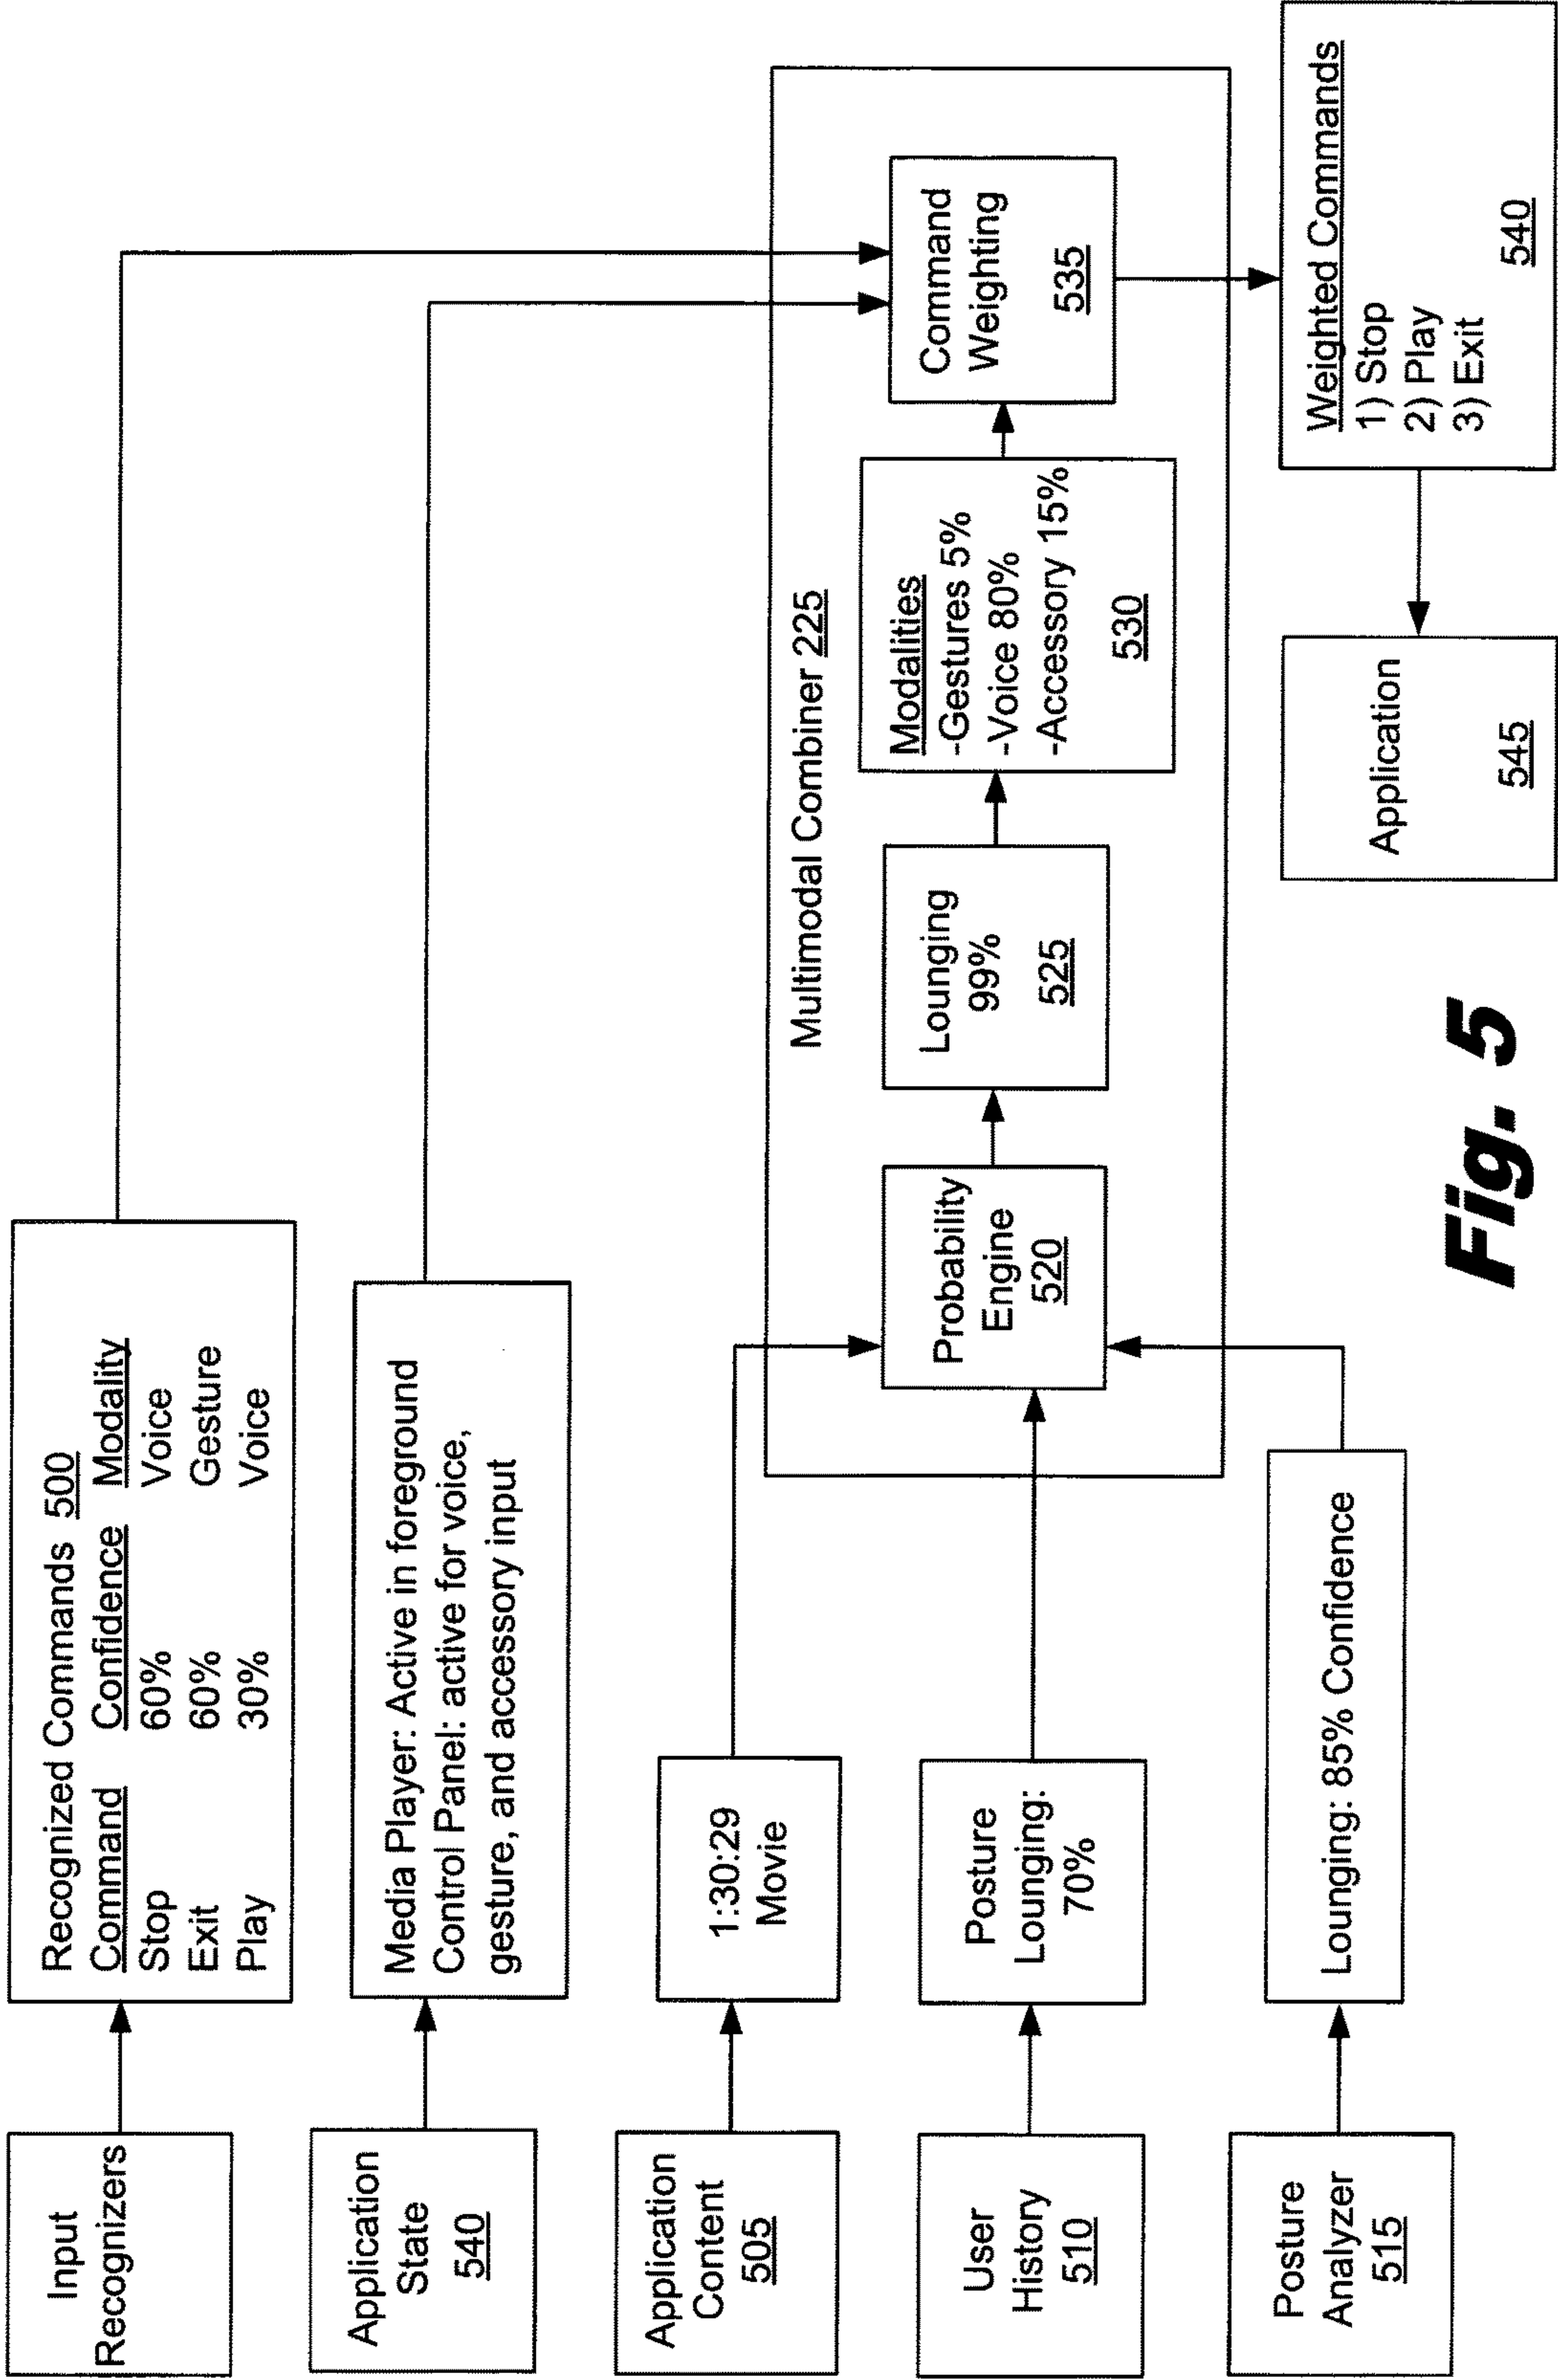 Input
Recognizers
Recognized Commands 500
Command Confidence Modality
Stop 60% Voice
Exit 60% Gesture
Play 30% Voice
Application
State
540
Media Player: Active in foreground
Control Panel: active for voice,
gesture, and accessory input
Application
Content
505
1:30:29
Movie
User
History
510
Posture
Lounging:
70%
Posture
Analyzer
515
Lounging: 85% Confidence
Multimodal Combiner 225
Probability
Engine
520
Lounging
99%
525
Modalities
-Gestures 5%
-Voice 80%
-Accessory 15%
530
Command
Weighting
535
Weighted Commands
1) Stop
2) Play
3) Exit
540
Application
545
Fig. 5